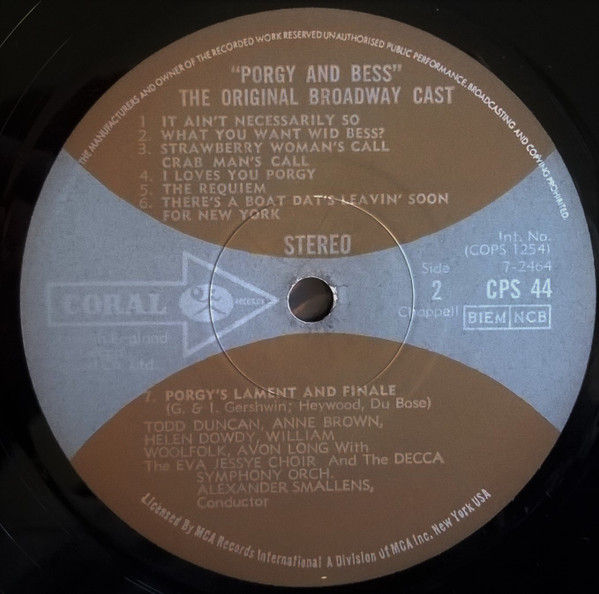 THE MANUFACTURERS AND OWNER OF THE RECORDED WORK RESERVED UNAUTHORISED PUBLIC PERFORMANCE, BROADCASTING AND COPYING PROHIBITED.
"PORGY AND BESS"
THE ORIGINAL BROADWAY CAST
1 IT AIN'T NECESSARILY SO
2. WHAT YOU WANT WID BESS?
3. STRAWBERRY WOMAN'S CALL
CRAB MAN'S CALL
4. I LOVES YOU PORGY
5. THE REQUIEM
6. THERE'S A BOAT DAT'S LEAVIN' SOON
FOR NEW YORK
STEREO
Int. No.
(COPS 1254)
Side 7-2464
2 CPS 44
Chappell BIEM NCB
CORAL RECORDS
England
Ltd.
7. PORGY'S LAMENT AND FINALE
(G. & I. Gershwin; Heywood, Du Bose)
TODD DUNCAN, ANNE BROWN,
HELEN DOWDY, WILLIAM
WOOLFOLK, AVON LONG With
The EVA JESSYE CHOIR And The DECCA
SYMPHONY ORCH.
ALEXANDER SMALLENS,
Conductor
Licensed By MCA Records International A Division of MCA Inc. New York USA